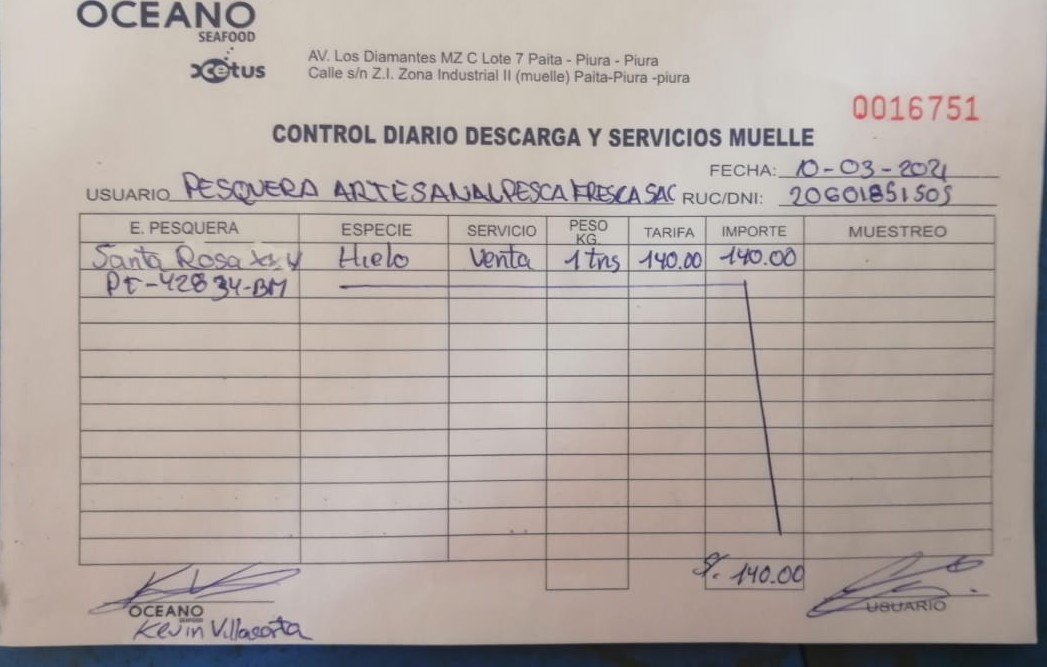 OCEANO
SEAFOOD
xcetus
AV. Los Diamantes MZ C Lote 7 Paita - Piura - Piura
Calle s/n Z.I. Zona Industrial II (muelle) Paita-Piura -piura
0016751
CONTROL DIARIO DESCARGA Y SERVICIOS MUELLE
FECHA: 10-03-2021
USUARIO PESQUERA ARTESANAL PESCA FRESCA SAC RUC/DNI: 20601851505
E. PESQUERA ESPECIE SERVICIO PESO KG. TARIFA IMPORTE MUESTREO
Santa Rosa Hielo Venta 1 tns 140.00 140.00
PT-42834-BM
S/. 140.00
OCEANO
SEAFOOD
USUARIO
Kevin Villacorta